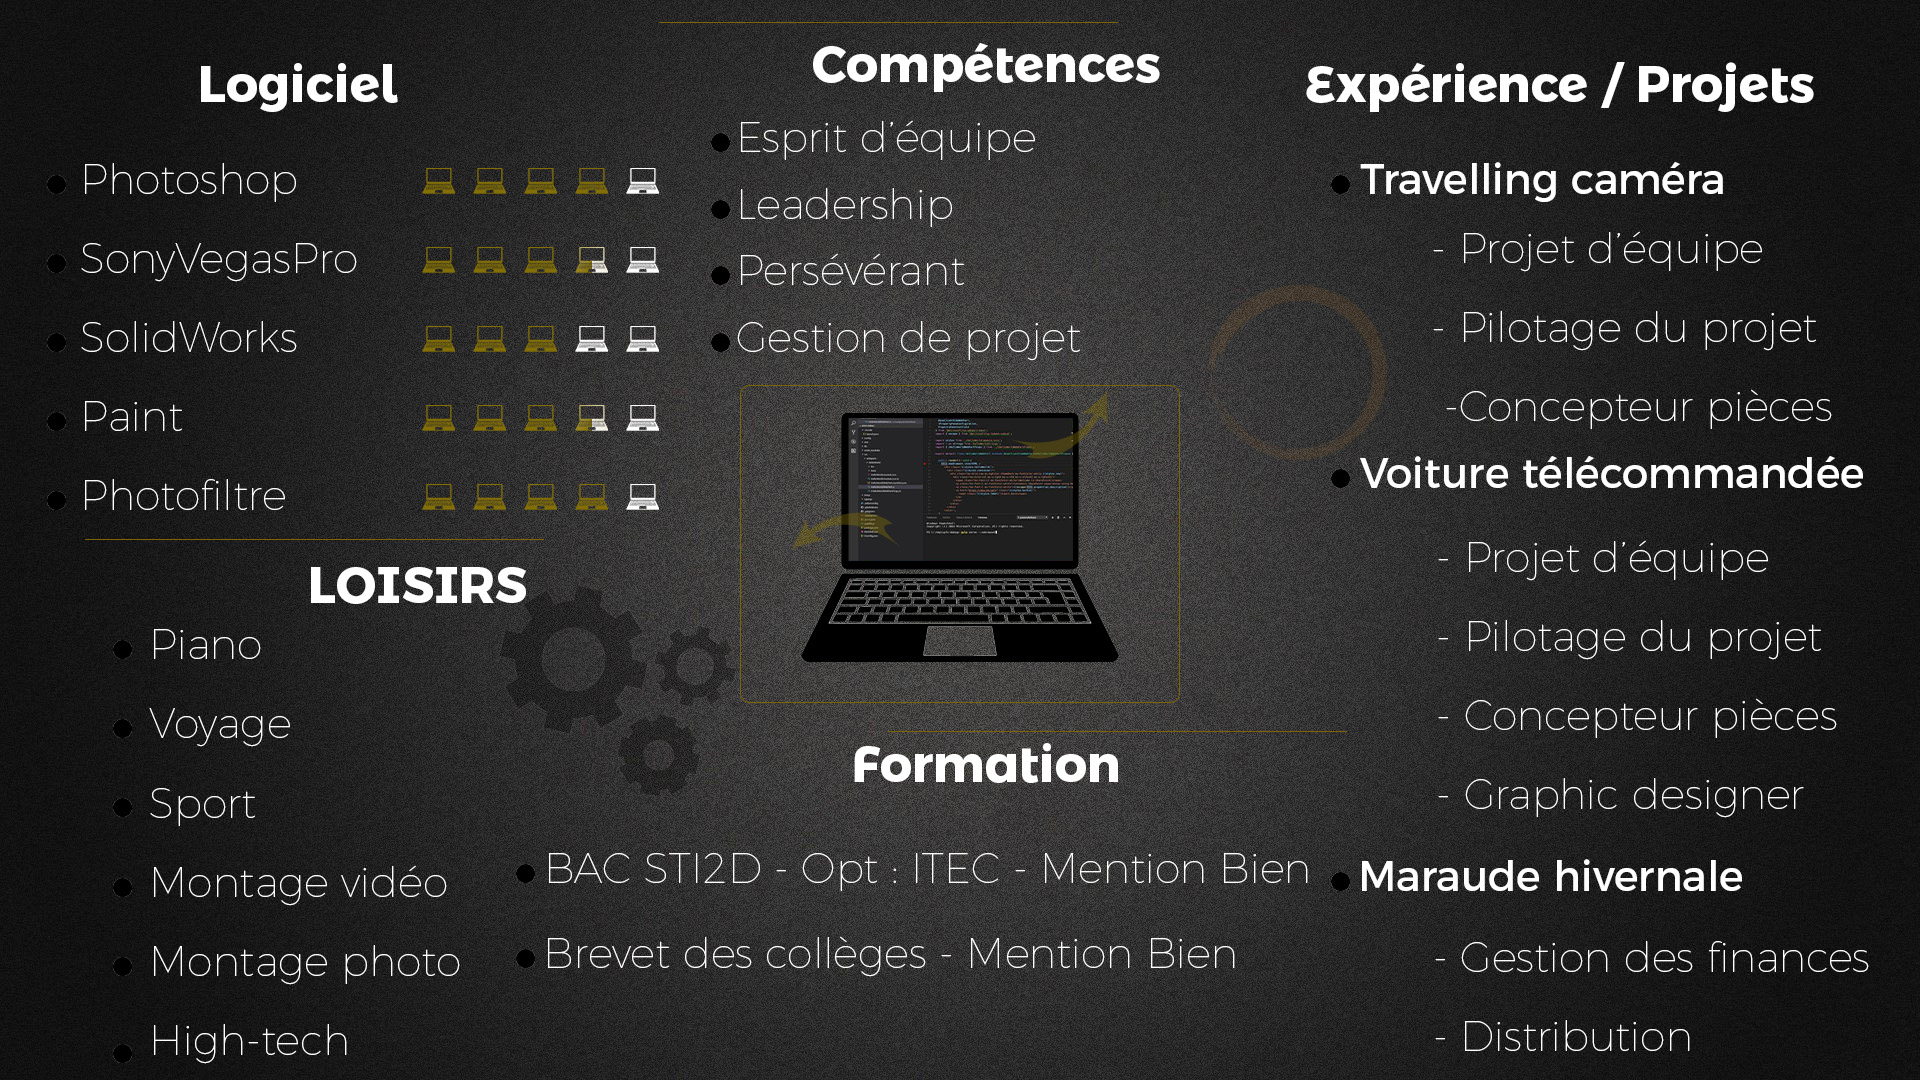 Logiciel
Photoshop
SonyVegasPro
SolidWorks
Paint
Photofiltre
LOISIRS
Piano
Voyage
Sport
Montage vidéo
Montage photo
High-tech
Compétences
Esprit d'équipe
Leadership
Persévérant
Gestion de projet
Formation
BAC STI2D - Opt : ITEC - Mention Bien
Brevet des collèges - Mention Bien
Expérience / Projets
Travelling caméra
- Projet d'équipe
- Pilotage du projet
-Concepteur pièces
Voiture télécommandée
- Projet d'équipe
- Pilotage du projet
- Concepteur pièces
- Graphic designer
Maraude hivernale
- Gestion des finances
- Distribution